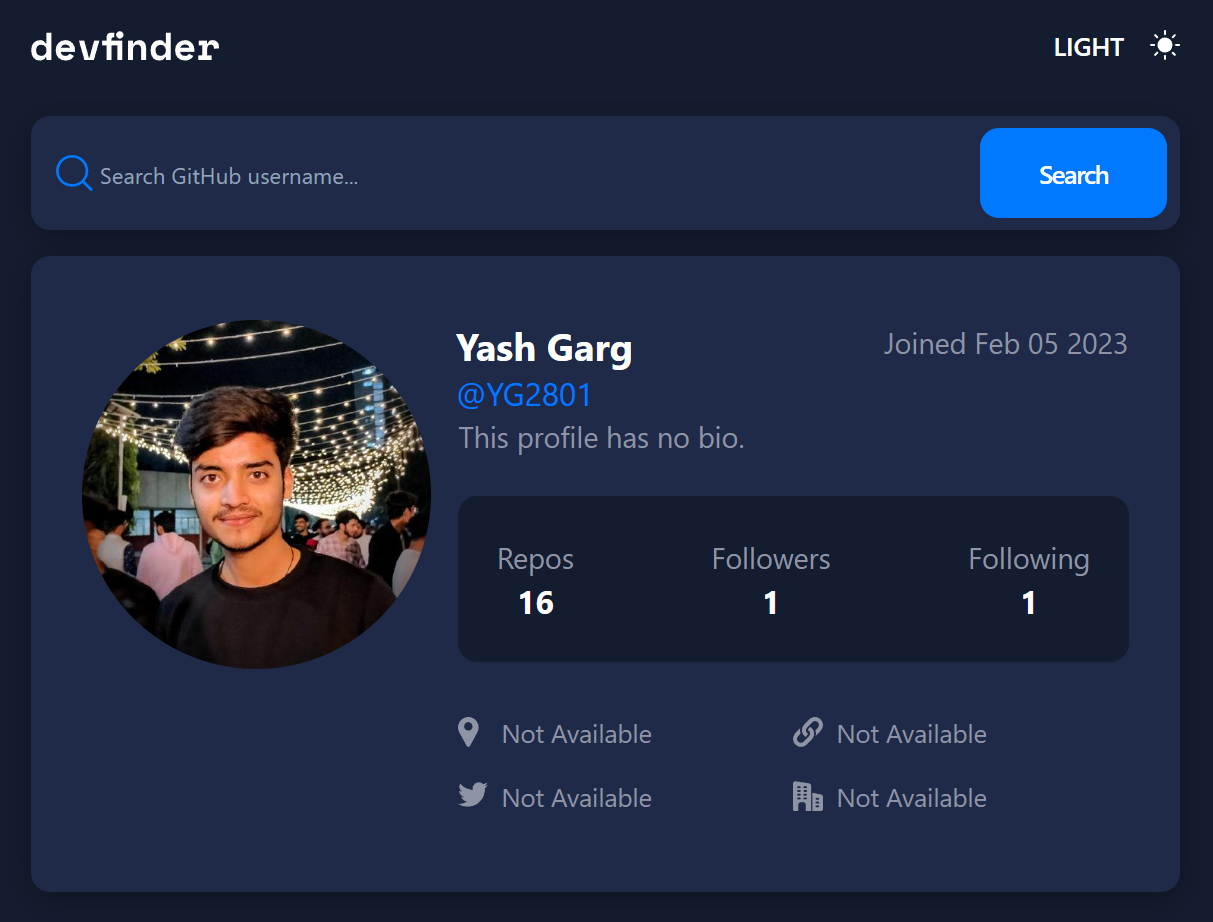 devfinder
LIGHT
Search GitHub username...
Search
Yash Garg
Joined Feb 05 2023
@YG2801
This profile has no bio.
Repos Followers Following
16 1 1
Not Available Not Available
Not Available Not Available